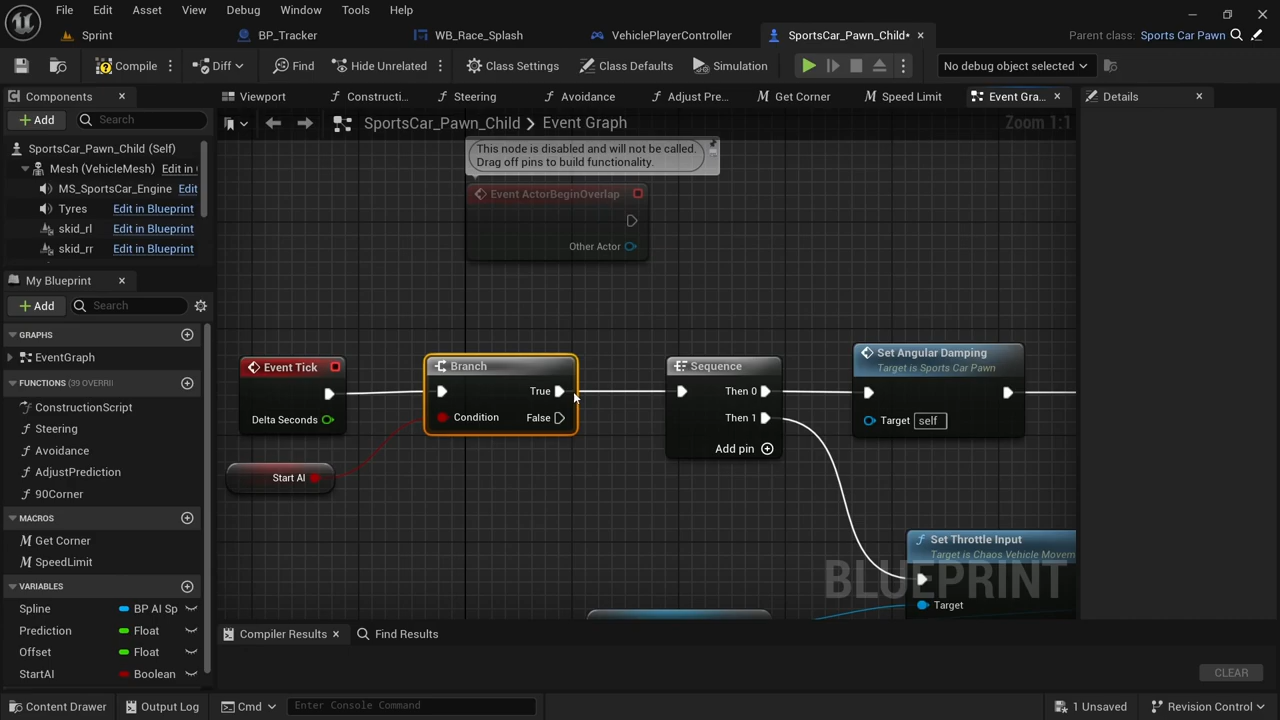 File Edit Asset View Debug Window Tools Help
Sprint BP_Tracker WB_Race_Splash VehiclePlayerController SportsCar_Pawn_Child* Parent class: Sports Car Pawn
Compile Diff Find Hide Unrelated Class Settings Class Defaults Simulation No debug object selected
Components Viewport Constructi... Steering Avoidance Adjust Pre... Get Corner Speed Limit Event Gra... Details
Add Search SportsCar_Pawn_Child Event Graph Zoom 1:1
SportsCar_Pawn_Child (Self)
Mesh (VehicleMesh) Edit in
MS_SportsCar_Engine Edit
Tyres Edit in Blueprint
skid_rl Edit in Blueprint
skid_rr Edit in Blueprint
My Blueprint
Add Search
GRAPHS
EventGraph
FUNCTIONS (39 OVERRI
ConstructionScript
Steering
Avoidance
AdjustPrediction
90Corner
MACROS
Get Corner
SpeedLimit
VARIABLES
Spline BP AI Sp
Prediction Float
Offset Float
StartAI Boolean
This node is disabled and will not be called.
Drag off pins to build functionality.
Event ActorBeginOverlap
Other Actor
Event Tick
Delta Seconds
Start AI
Branch
True
Condition False
Sequence
Then 0
Then 1
Add pin
Set Angular Damping
Target is Sports Car Pawn
Target self
Set Throttle Input
Target is Chaos Vehicle Movem
Target
BLUEPRINT
Compiler Results Find Results
CLEAR
Content Drawer Output Log Cmd Enter Console Command 1 Unsaved Revision Control